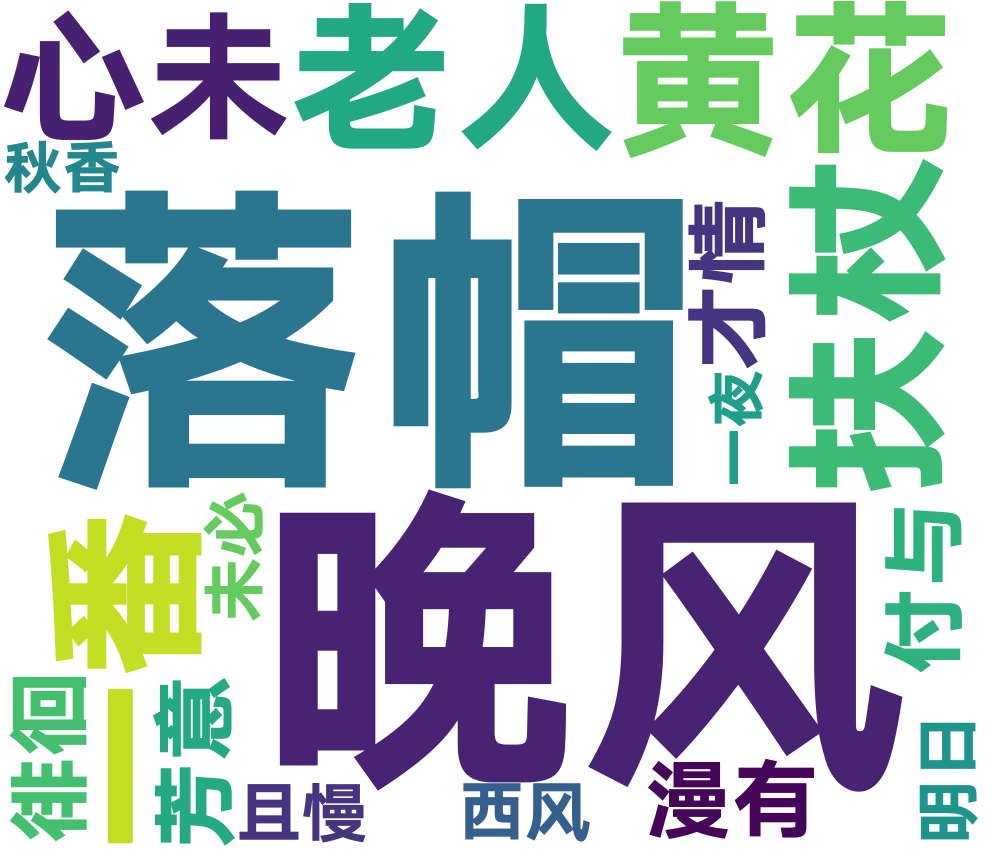 心未
老人
黄花
秋香
落帽
才情
扶杖
一夜
晚风
一番
未必
付与
徘徊
芳意
且慢
西风
漫有
明日